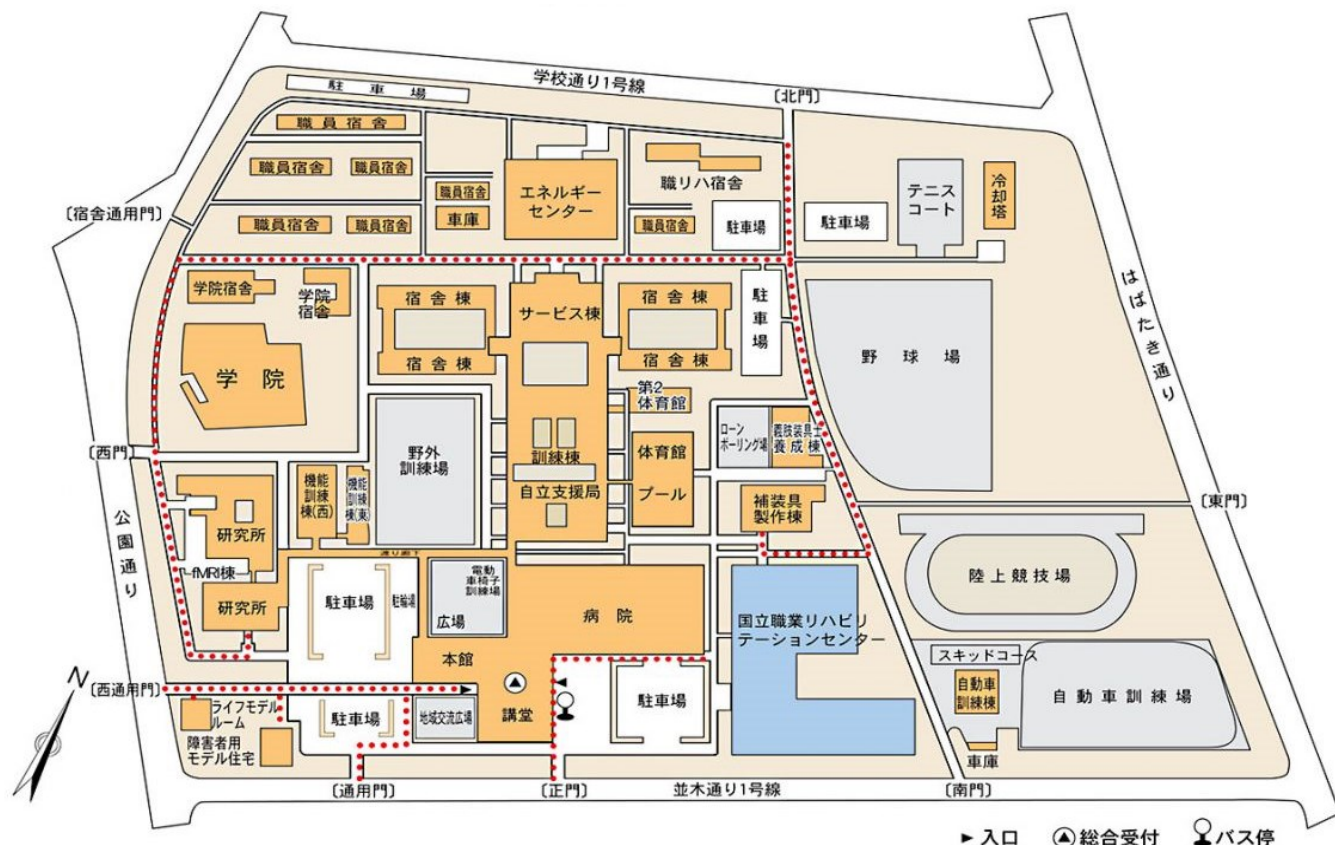 学校通り1号線
駐車場
〔北門〕
職員宿舎
職員宿舎
職員宿舎
職員宿舎
エネルギー
センター
職リハ宿舎
テニス
コート
冷却塔
〔宿舎通用門〕
職員宿舎
職員宿舎
車庫
職員宿舎
駐車場
駐車場
はばたき通り
学院宿舎
学院
宿舎
宿舎棟
サービス棟
宿舎棟
駐車場
野球場
宿舎棟
宿舎棟
学院
第2
体育館
〔西門〕
野外
訓練場
訓練棟
自立支援局
体育館
プール
ローン
ボーリング場
義肢装具士
養成棟
機能
訓練
棟(西)
機能
訓練
棟(東)
補装具
製作棟
〔東門〕
公園通り
研究所
渡り廊下
fMRI棟
研究所
駐車場
駐輪場
電動
車椅子
訓練場
広場
病院
国立職業リハビリ
テーションセンター
陸上競技場
本館
スキッドコース
N
〔西通用門〕
ライフモデル
ルーム
障害者用
モデル住宅
駐車場
地域交流広場
講堂
駐車場
自動車
訓練棟
自動車訓練場
車庫
〔通用門〕
〔正門〕
並木通り1号線
〔南門〕
入口
総合受付
バス停